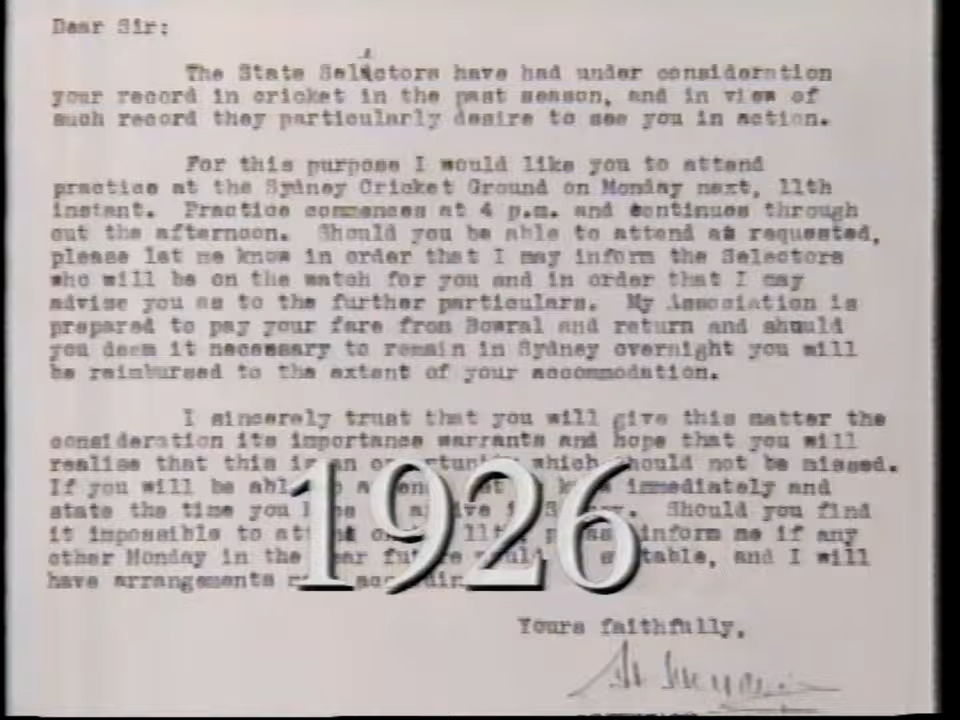 Dear Sir:
The State Selectors have had under consideration
your record in cricket in the past season, and in view of
such record they particularly desire to see you in action.
For this purpose I would like you to attend
practice at the Sydney Cricket Ground on Monday next, 11th
instant. Practice commences at 4 p.m. and continues through
out the afternoon. Should you be able to attend as requested,
please let me know in order that I may inform the Selectors
who will be on the watch for you and in order that I may
advise you as to the further particulars. My Association is
prepared to pay your fare from Bowral and return and should
you deem it necessary to remain in Sydney overnight you will
be reimbursed to the extent of your accommodation.
I sincerely trust that you will give this matter the
consideration its importance warrants and hope that you will
realise that this is an opportunity which should not be missed.
If you will be able immediately and
state the time you Should you find
it impossible to inform me if any
other Monday in the near future and I will
have arrangements
1926
Yours faithfully,